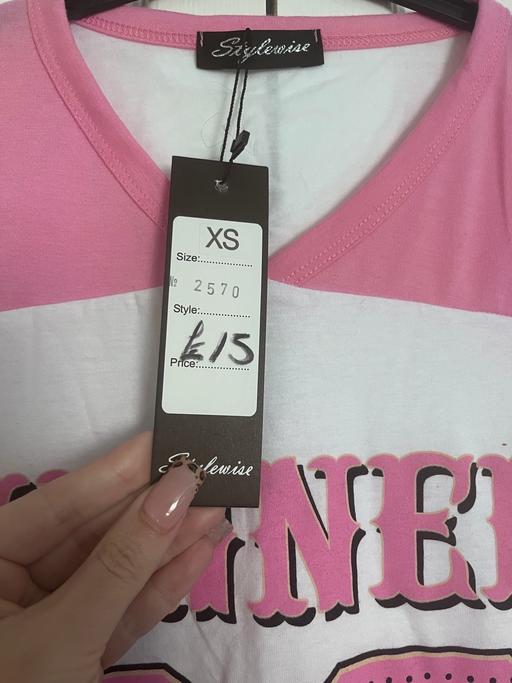 Stylewise
XS
Size:..............
№ 2570
Style:..............
£15
Price:..............
Stylewise
NE